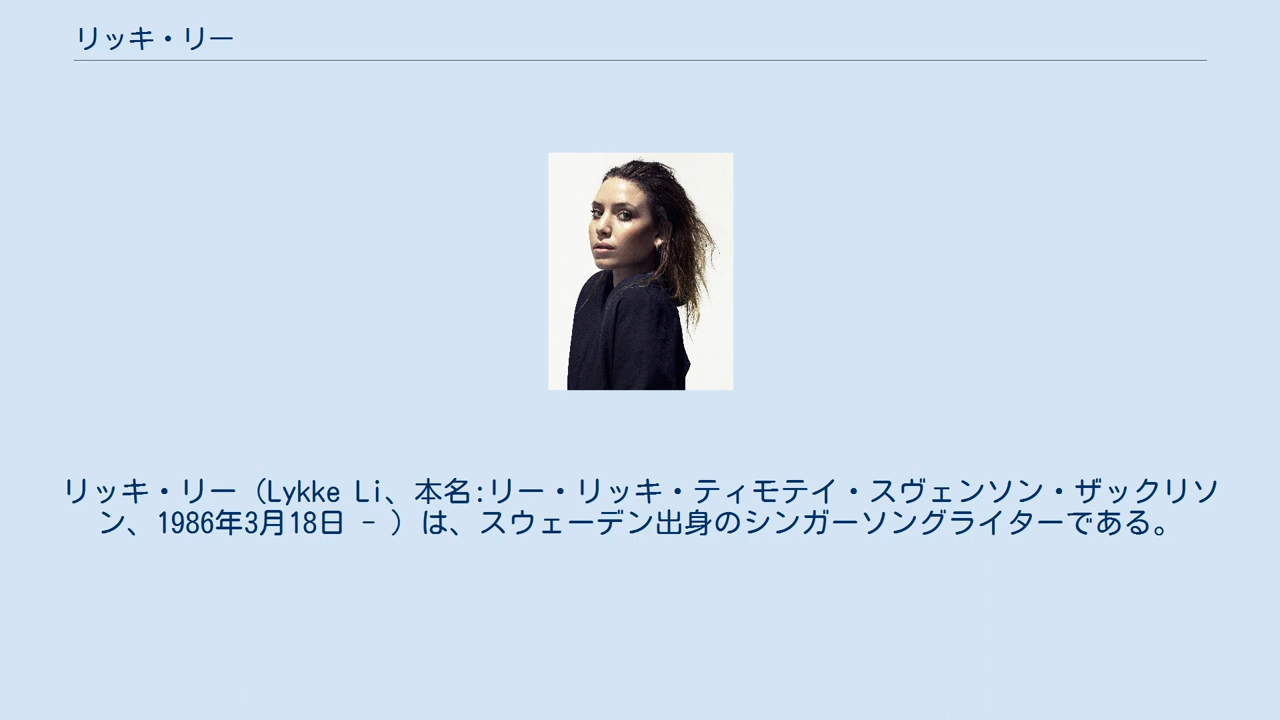 リッキ・リー
リッキ・リー（Lykke Li、本名:リー・リッキ・ティモテイ・スヴェンソン・ザックリソ
ン、1986年3月18日 - ）は、スウェーデン出身のシンガーソングライターである。